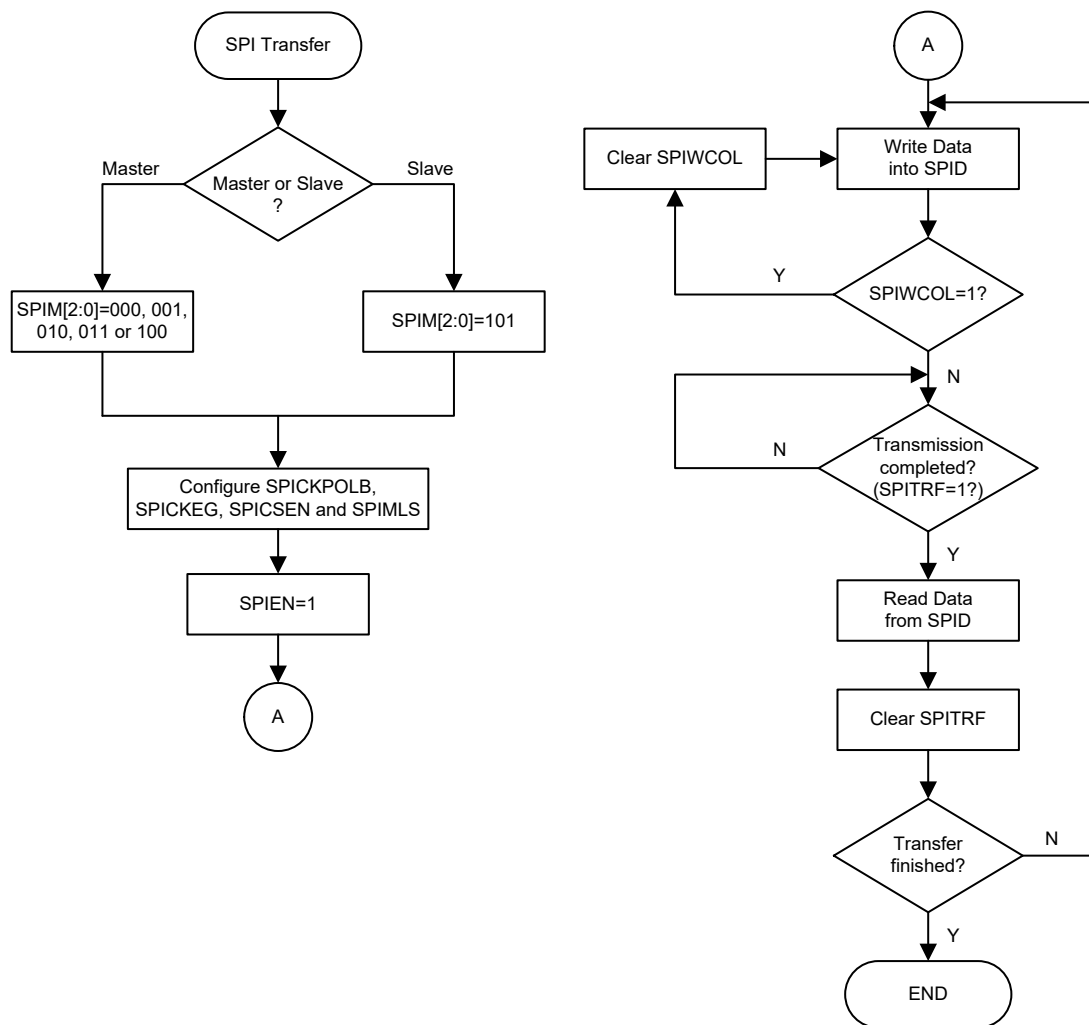 SPI Transfer
Master
Slave
Master or Slave
?
SPIM[2:0]=000, 001,
010, 011 or 100
SPIM[2:0]=101
Configure SPICKPOLB,
SPICKEG, SPICSEN and SPIMLS
SPIEN=1
A
A
Clear SPIWCOL
Write Data
into SPID
Y
SPIWCOL=1?
N
N
Transmission
completed?
(SPITRF=1?)
Y
Read Data
from SPID
Clear SPITRF
Transfer
finished?
N
Y
END